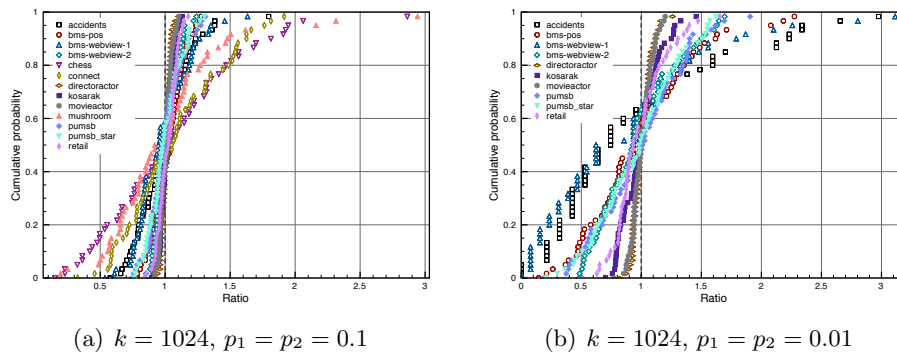 accidents
bms-pos
bms-webview-1
bms-webview-2
chess
connect
directoractor
kosarak
movieactor
mushroom
pumsb
pumsb_star
retail
Cumulative probability
1
0.8
0.6
0.4
0.2
0
0.5
1
1.5
2
2.5
3
Ratio
(a) k = 1024, p1 = p2 = 0.1
accidents
bms-pos
bms-webview-1
bms-webview-2
directoractor
kosarak
movieactor
pumsb
pumsb_star
retail
Cumulative probability
1
0.8
0.6
0.4
0.2
0
0
0.5
1
1.5
2
2.5
3
Ratio
(b) k = 1024, p1 = p2 = 0.01